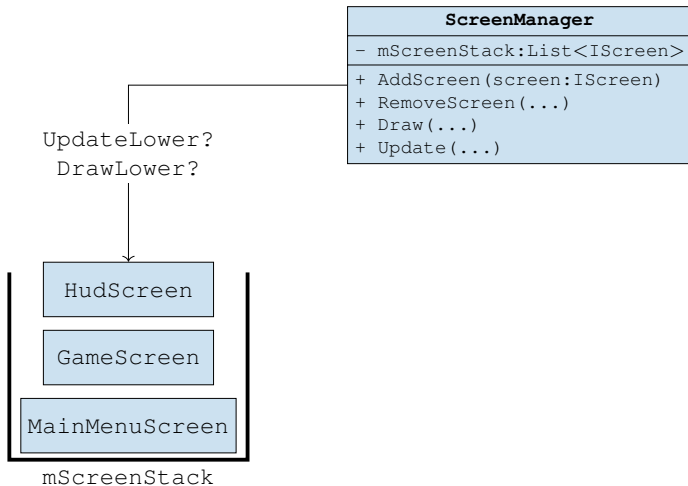 ScreenManager
- mScreenStack:List<IScreen>
+ AddScreen(screen:IScreen)
+ RemoveScreen(...)
+ Draw(...)
+ Update(...)
UpdateLower?
DrawLower?
HudScreen
GameScreen
MainMenuScreen
mScreenStack